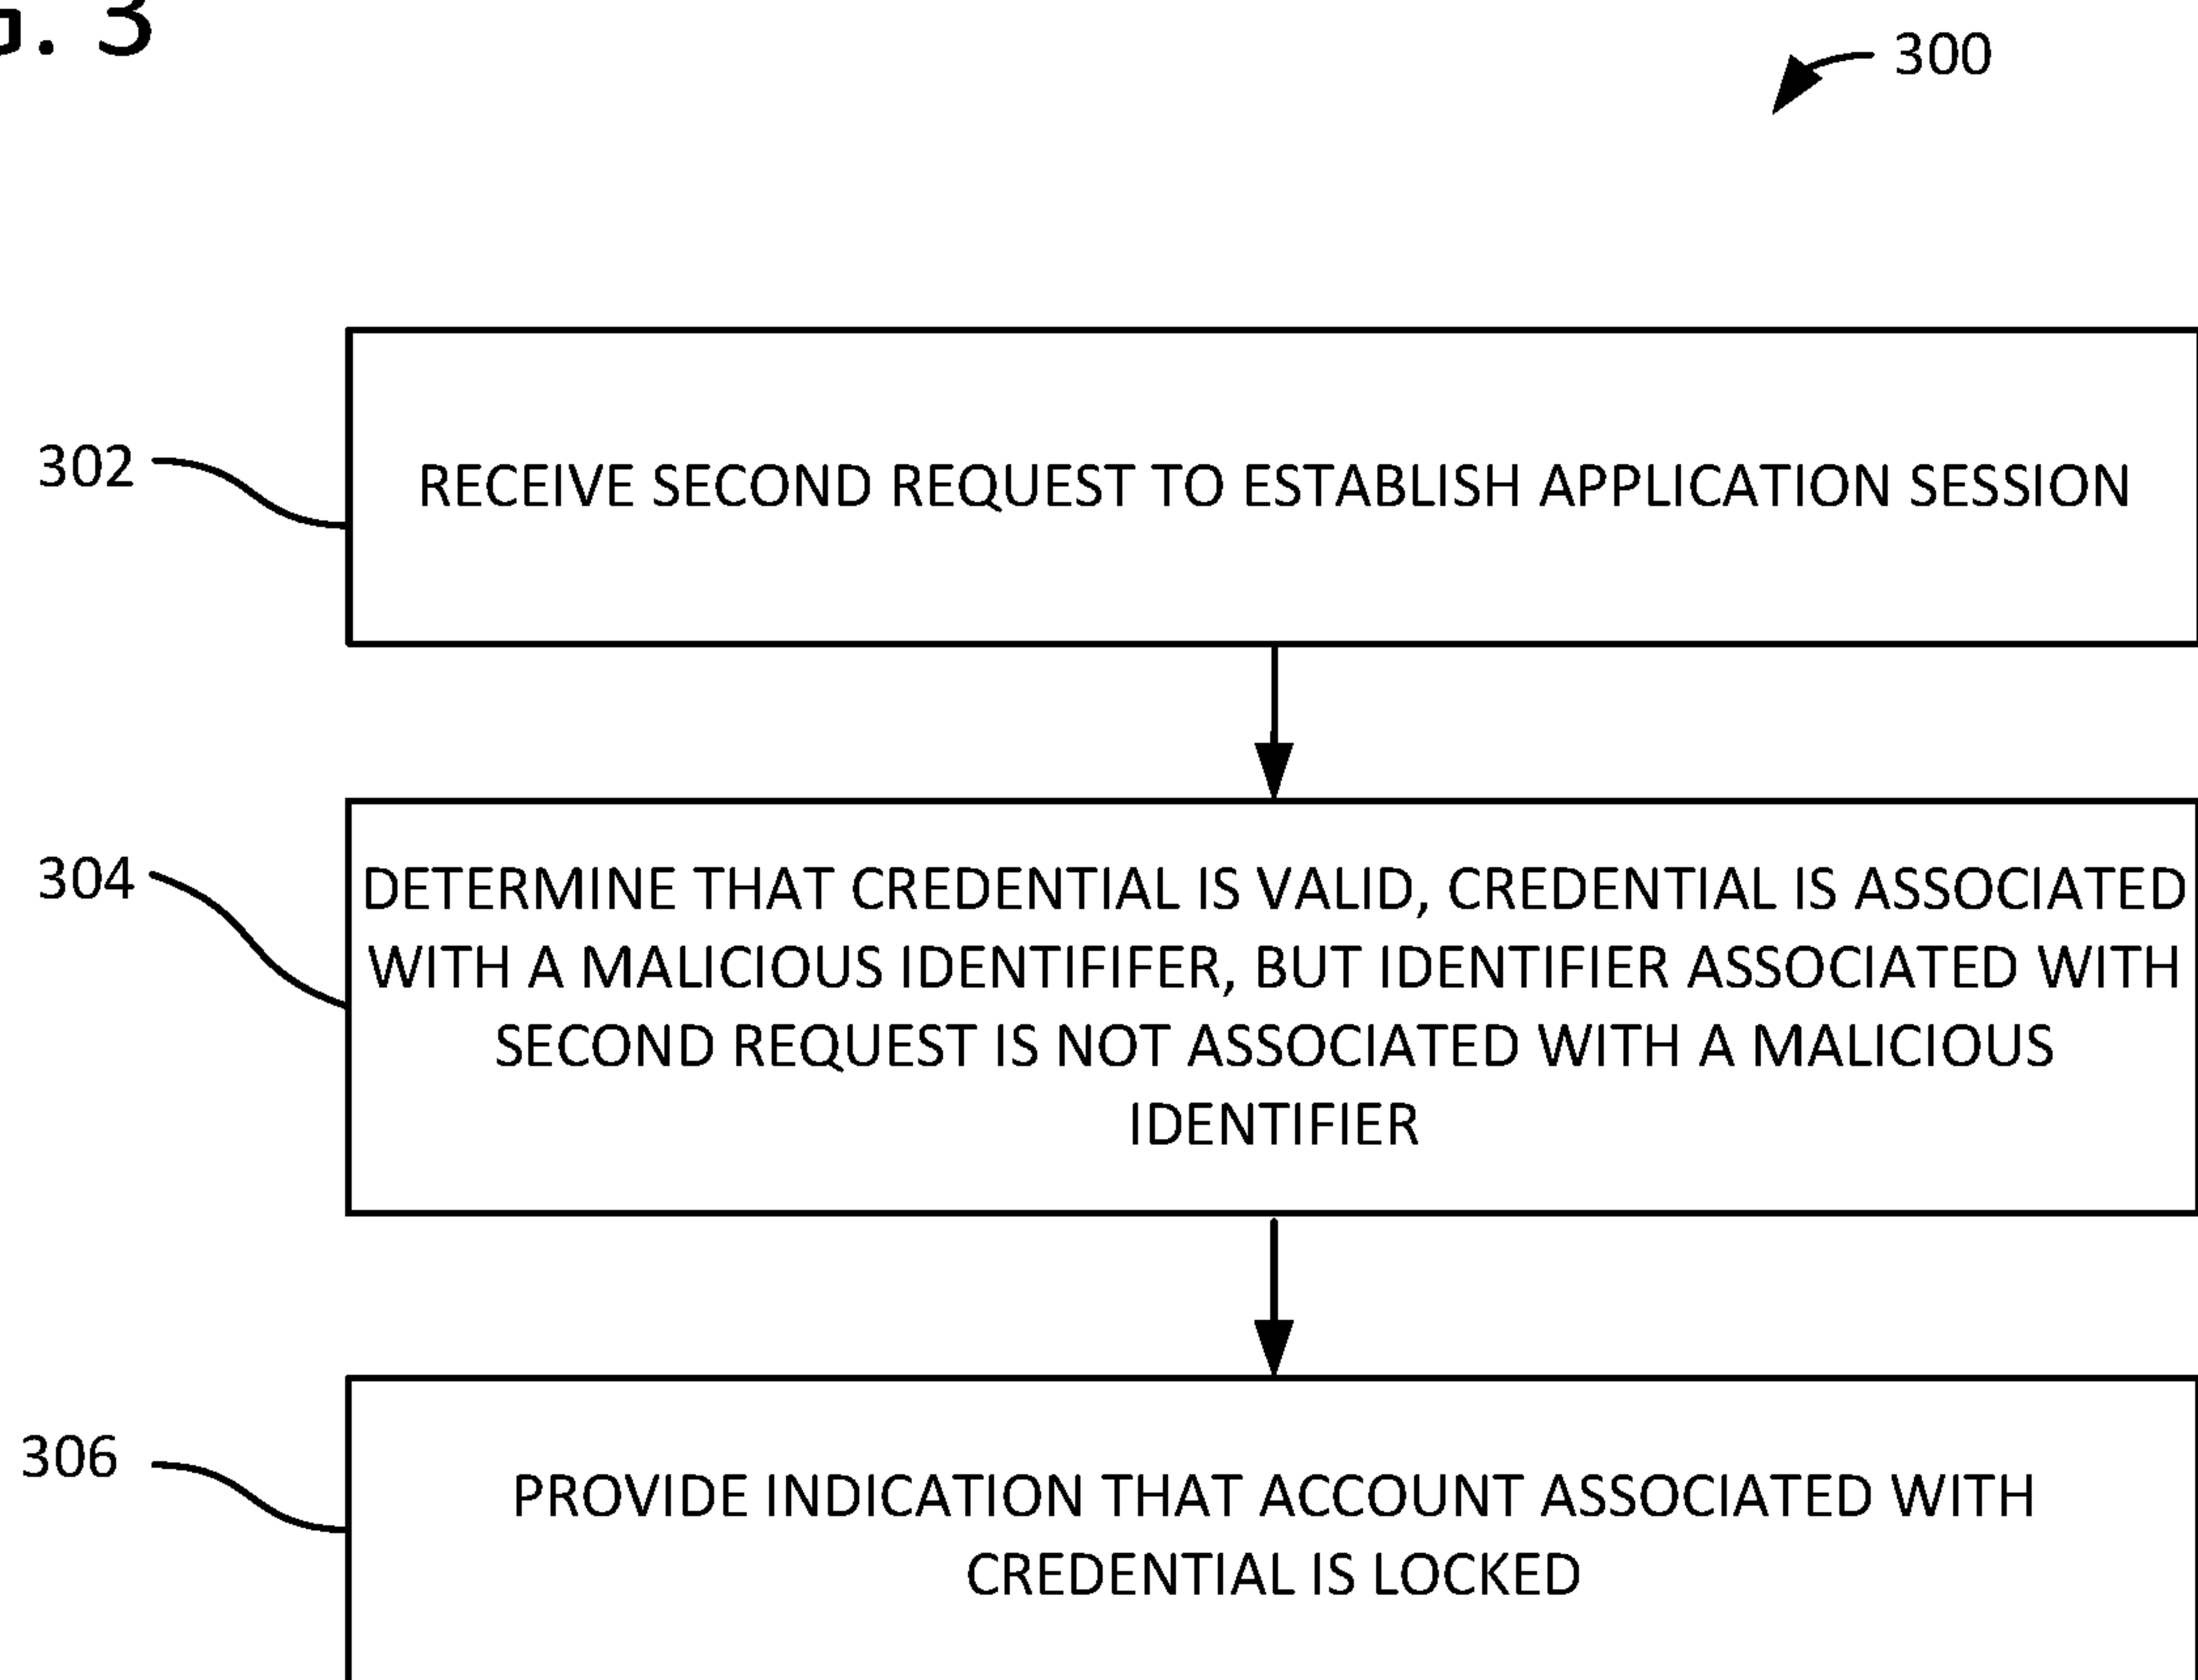 G. 3
300
302
RECEIVE SECOND REQUEST TO ESTABLISH APPLICATION SESSION
304
DETERMINE THAT CREDENTIAL IS VALID, CREDENTIAL IS ASSOCIATED
WITH A MALICIOUS IDENTIFIFER, BUT IDENTIFIER ASSOCIATED WITH
SECOND REQUEST IS NOT ASSOCIATED WITH A MALICIOUS
IDENTIFIER
306
PROVIDE INDICATION THAT ACCOUNT ASSOCIATED WITH
CREDENTIAL IS LOCKED